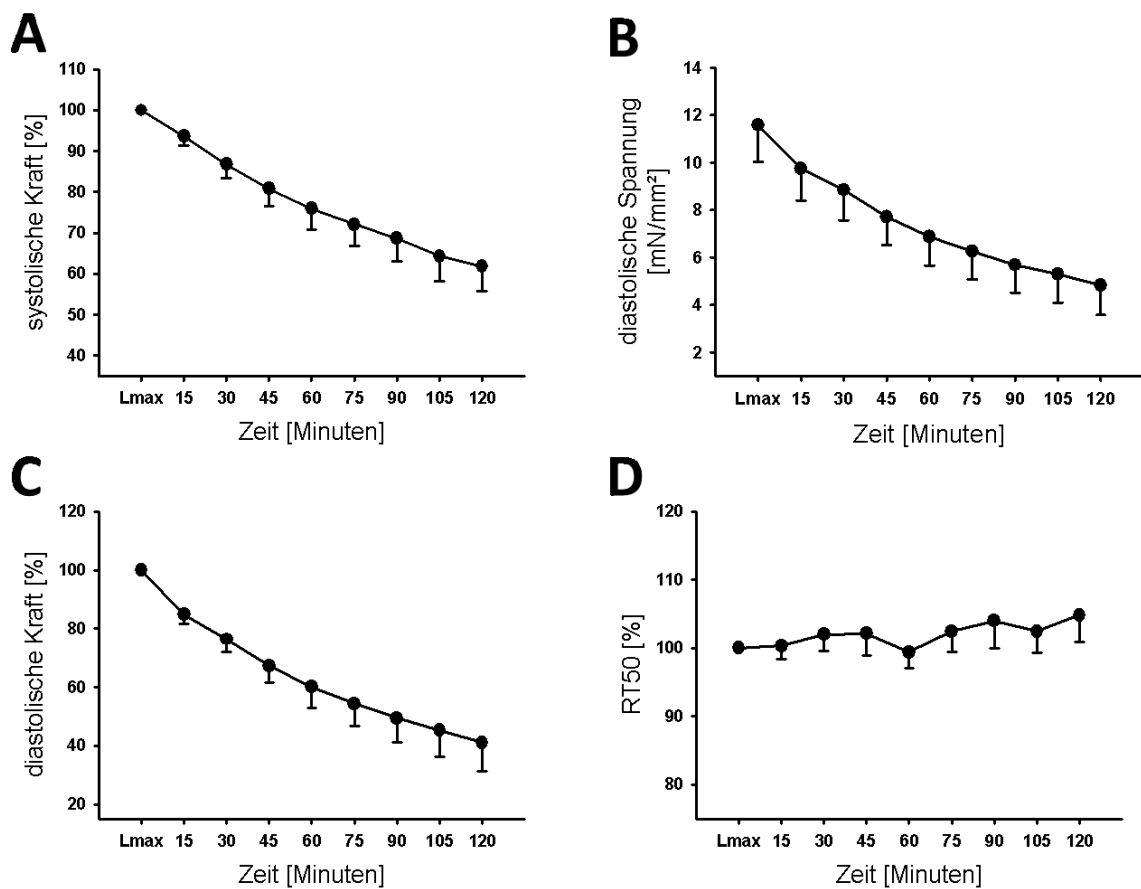 A
systolische Kraft [%]
110
100
90
80
70
60
50
40
Lmax 15 30 45 60 75 90 105 120
Zeit [Minuten]
B
diastolische Spannung
[mN/mm²]
14
12
10
8
6
4
2
Lmax 15 30 45 60 75 90 105 120
Zeit [Minuten]
C
diastolische Kraft [%]
120
100
80
60
40
20
Lmax 15 30 45 60 75 90 105 120
Zeit [Minuten]
D
RT50 [%]
120
110
100
90
80
Lmax 15 30 45 60 75 90 105 120
Zeit [Minuten]